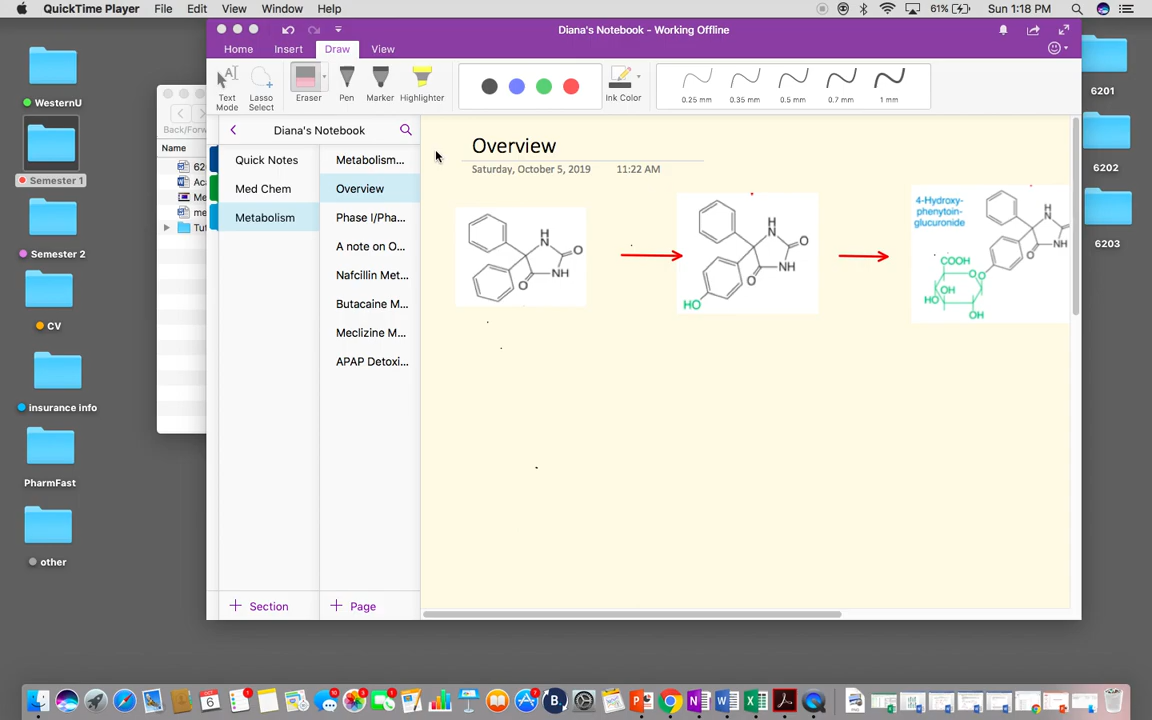 QuickTime Player File Edit View Window Help
61% Sun 1:18 PM
Diana's Notebook - Working Offline
Home Insert Draw View
Text Mode
Lasso Select
Eraser
Pen
Marker
Highlighter
Ink Color
0.25 mm
0.35 mm
0.5 mm
0.7 mm
1 mm
WesternU
Semester 1
Semester 2
CV
insurance info
PharmFast
other
Back/Forw
Name
Diana's Notebook
Quick Notes
Med Chem
Metabolism
Metabolism...
Overview
Phase I/Pha...
A note on O...
Nafcillin Met...
Butacaine M...
Meclizine M...
APAP Detoxi...
Section
Page
Overview
Saturday, October 5, 2019 11:22 AM
H
N
O
O
NH
H
N
O
O
NH
HO
4-Hydroxy-
phenytoin-
glucuronide
H
N
NH
O
COOH
O
O
OH
HO
OH
6201
6202
6203